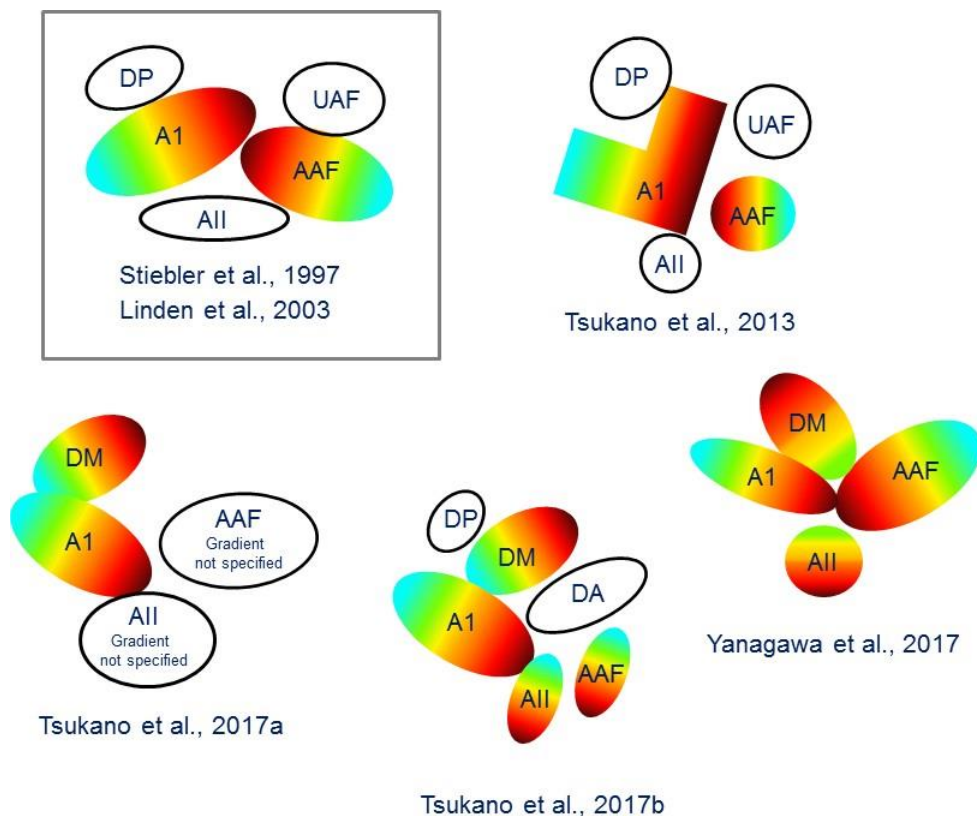 DP
UAF
A1
AAF
AII
Stiebler et al., 1997
Linden et al., 2003
DP
UAF
A1
AAF
AII
Tsukano et al., 2013
DM
A1
AAF
Gradient
not specified
AII
Gradient
not specified
Tsukano et al., 2017a
DP
DM
DA
A1
AAF
AII
Tsukano et al., 2017b
DM
A1
AAF
AII
Yanagawa et al., 2017